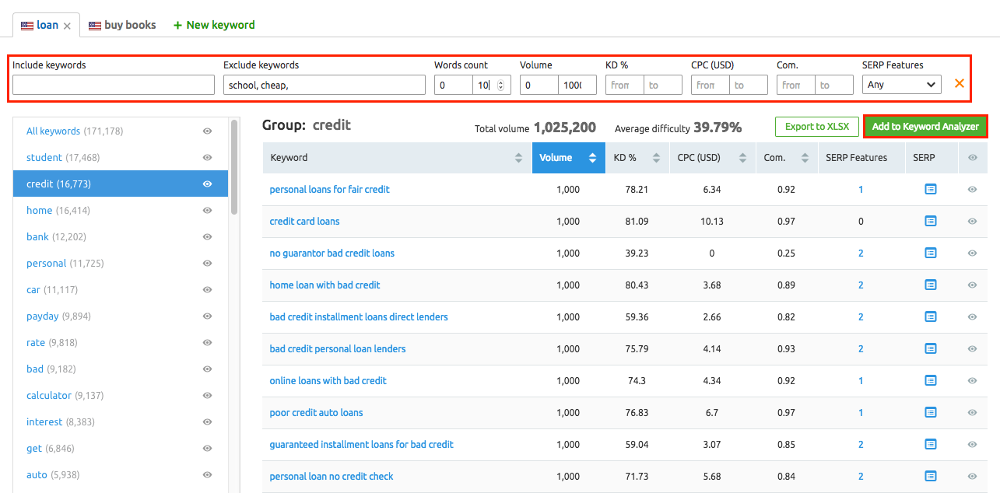 loan buy books + New keyword
Include keywords Exclude keywords Words count Volume KD % CPC (USD) Com. SERP Features
school, cheap, 0 10 0 1000 from to from to from to Any
All keywords (171,178)
student (17,468)
credit (16,773)
home (16,414)
bank (12,202)
personal (11,725)
car (11,117)
payday (9,894)
rate (9,818)
bad (9,182)
calculator (9,137)
interest (8,383)
get (6,846)
auto (5,938)
Group: credit Total volume 1,025,200 Average difficulty 39.79% Export to XLSX Add to Keyword Analyzer
Keyword Volume KD % CPC (USD) Com. SERP Features SERP
personal loans for fair credit 1,000 78.21 6.34 0.92 1
credit card loans 1,000 81.09 10.13 0.97 0
no guarantor bad credit loans 1,000 39.23 0 0.25 2
home loan with bad credit 1,000 80.43 3.68 0.89 2
bad credit installment loans direct lenders 1,000 59.36 2.66 0.82 2
bad credit personal loan lenders 1,000 75.79 4.14 0.93 2
online loans with bad credit 1,000 74.3 4.34 0.92 1
poor credit auto loans 1,000 76.83 6.7 0.97 1
guaranteed installment loans for bad credit 1,000 59.04 3.07 0.85 2
personal loan no credit check 1,000 71.73 5.68 0.84 2